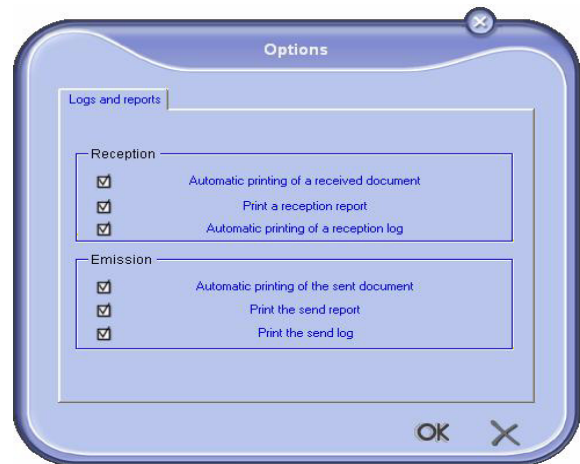 Options
Logs and reports
Reception
Automatic printing of a received document
Print a reception report
Automatic printing of a reception log
Emission
Automatic printing of the sent document
Print the send report
Print the send log
OK